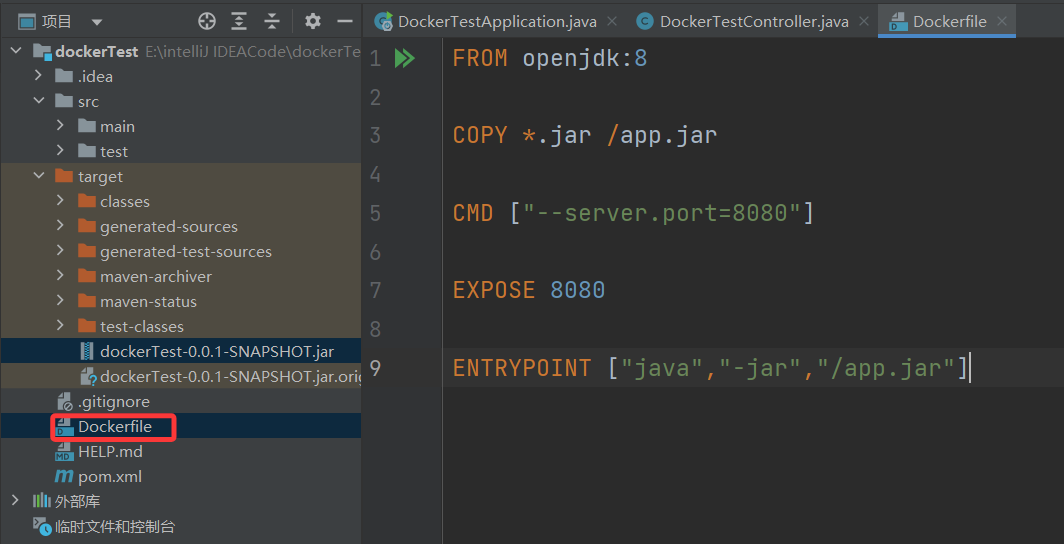 项目
dockerTest E:\intelliJ IDEACode\dockerTe
.idea
src
main
test
target
classes
generated-sources
generated-test-sources
maven-archiver
maven-status
test-classes
dockerTest-0.0.1-SNAPSHOT.jar
dockerTest-0.0.1-SNAPSHOT.jar.orig
.gitignore
Dockerfile
HELP.md
pom.xml
外部库
临时文件和控制台
DockerTestApplication.java DockerTestController.java Dockerfile
1 FROM openjdk:8
2
3 COPY *.jar /app.jar
4
5 CMD ["--server.port=8080"]
6
7 EXPOSE 8080
8
9 ENTRYPOINT ["java","-jar","/app.jar"]